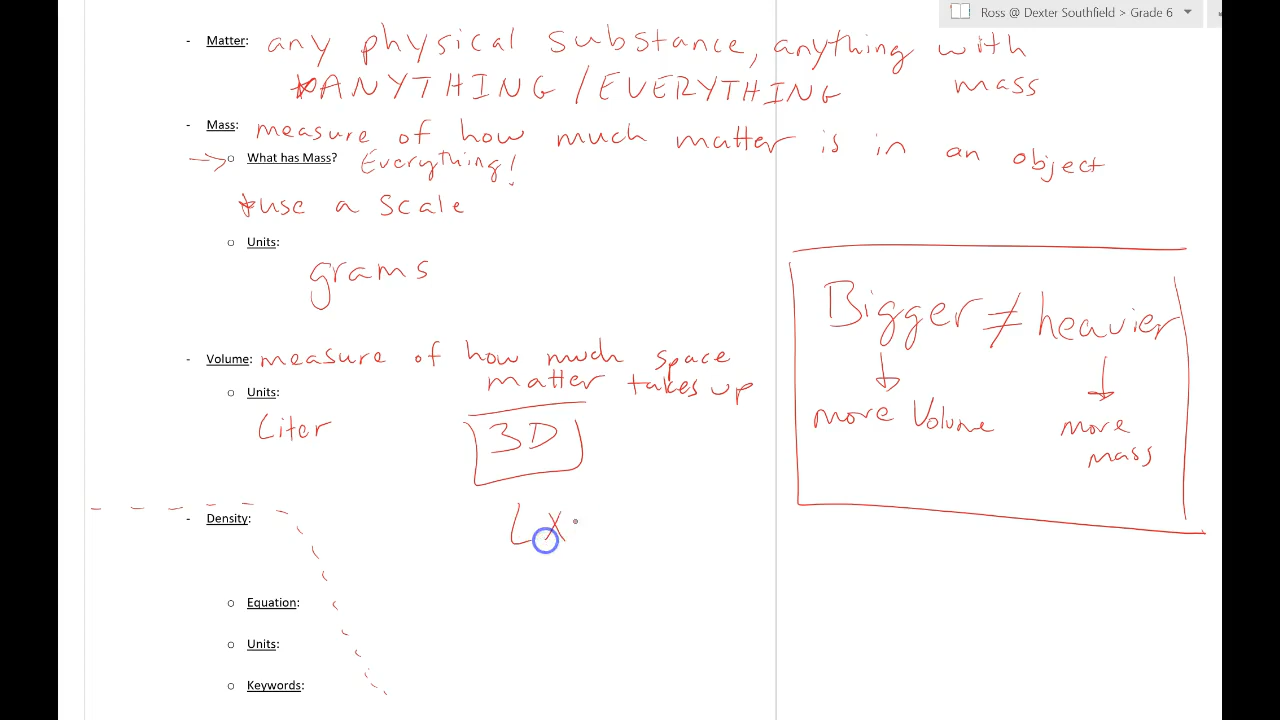 Ross @ Dexter Southfield > Grade 6
- Matter: any physical substance, anything with mass
*ANYTHING / EVERYTHING
- Mass: measure of how much matter is in an object
→ o What has Mass? Everything!
*use a scale
o Units:
grams
Bigger ≠ heavier
more Volume
more mass
- Volume: measure of how much space matter takes up
o Units:
Liter
3D
L x
- Density:
o Equation:
o Units:
o Keywords: